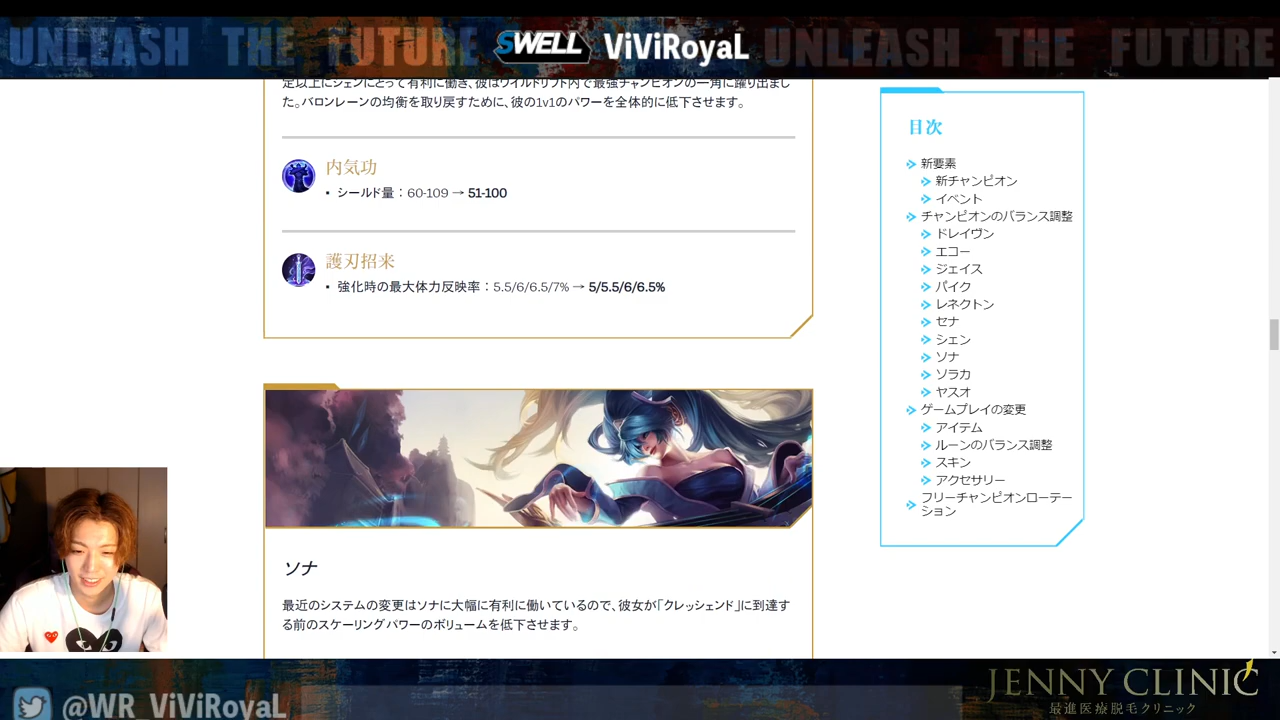 UNLEASH THE FUTURE
SWELL
ViViRoyaL
UNLEASH THE FUTURE
定以上にシェンにとって有利に働き、彼はワイルドリフト内で最強チャンピオンの一角に躍り出まし
た。バロンレーンの均衡を取り戻すために、彼の1v1のパワーを全体的に低下させます。
内気功
• シールド量：60-109 → 51-100
護刃招来
• 強化時の最大体力反映率：5.5/6/6.5/7% → 5/5.5/6/6.5%
ソナ
最近のシステムの変更はソナに大幅に有利に働いているので、彼女が「クレッシェンド」に到達す
る前のスケーリングパワーのボリュームを低下させます。
目次
新要素
新チャンピオン
イベント
チャンピオンのバランス調整
ドレイヴン
エコー
ジェイス
パイク
レネクトン
セナ
シェン
ソナ
ソラカ
ヤスオ
ゲームプレイの変更
アイテム
ルーンのバランス調整
スキン
アクセサリー
フリーチャンピオンローテー
ション
@WR_ViViRoyaL
JENNY CLINIC
最進医療脱毛クリニック